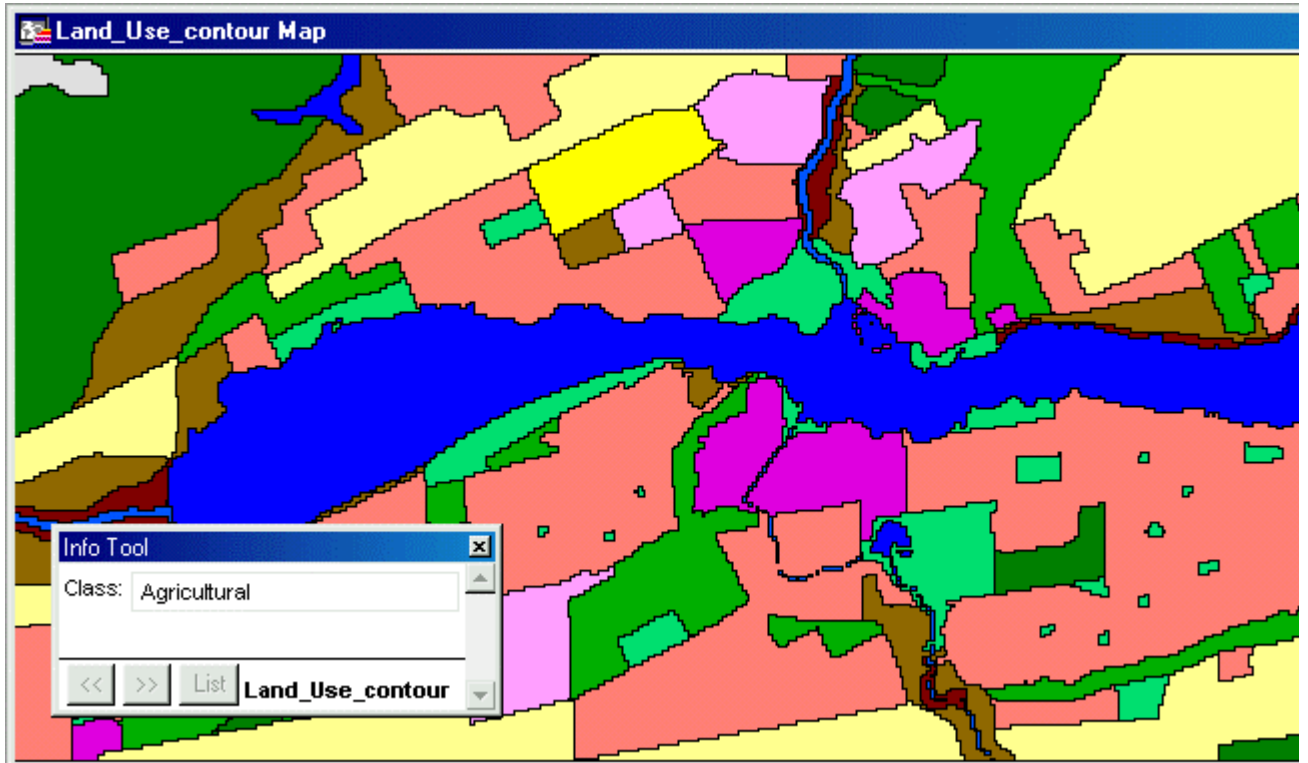 Land_Use_contour Map
Info Tool
Class: Agricultural
<< >> List Land_Use_contour